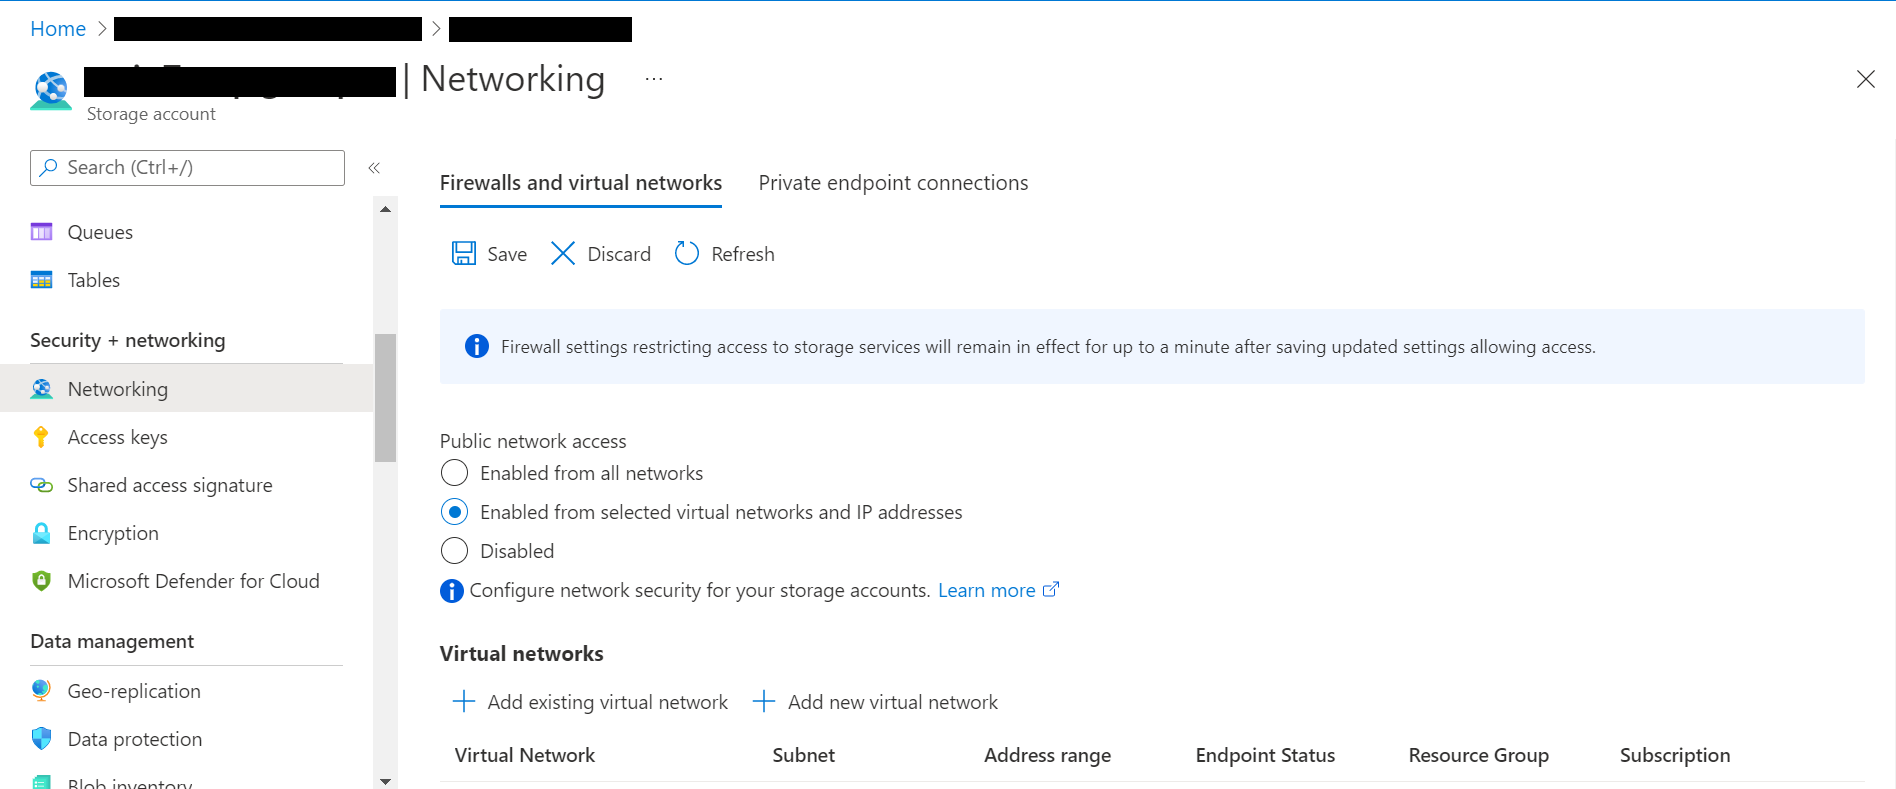 Home
| Networking ...
Storage account
Search (Ctrl+/)
«
Queues
Tables
Security + networking
Networking
Access keys
Shared access signature
Encryption
Microsoft Defender for Cloud
Data management
Geo-replication
Data protection
Blob inventory
Firewalls and virtual networks Private endpoint connections
Save Discard Refresh
Firewall settings restricting access to storage services will remain in effect for up to a minute after saving updated settings allowing access.
Public network access
Enabled from all networks
Enabled from selected virtual networks and IP addresses
Disabled
Configure network security for your storage accounts. Learn more
Virtual networks
Add existing virtual network Add new virtual network
Virtual Network Subnet Address range Endpoint Status Resource Group Subscription